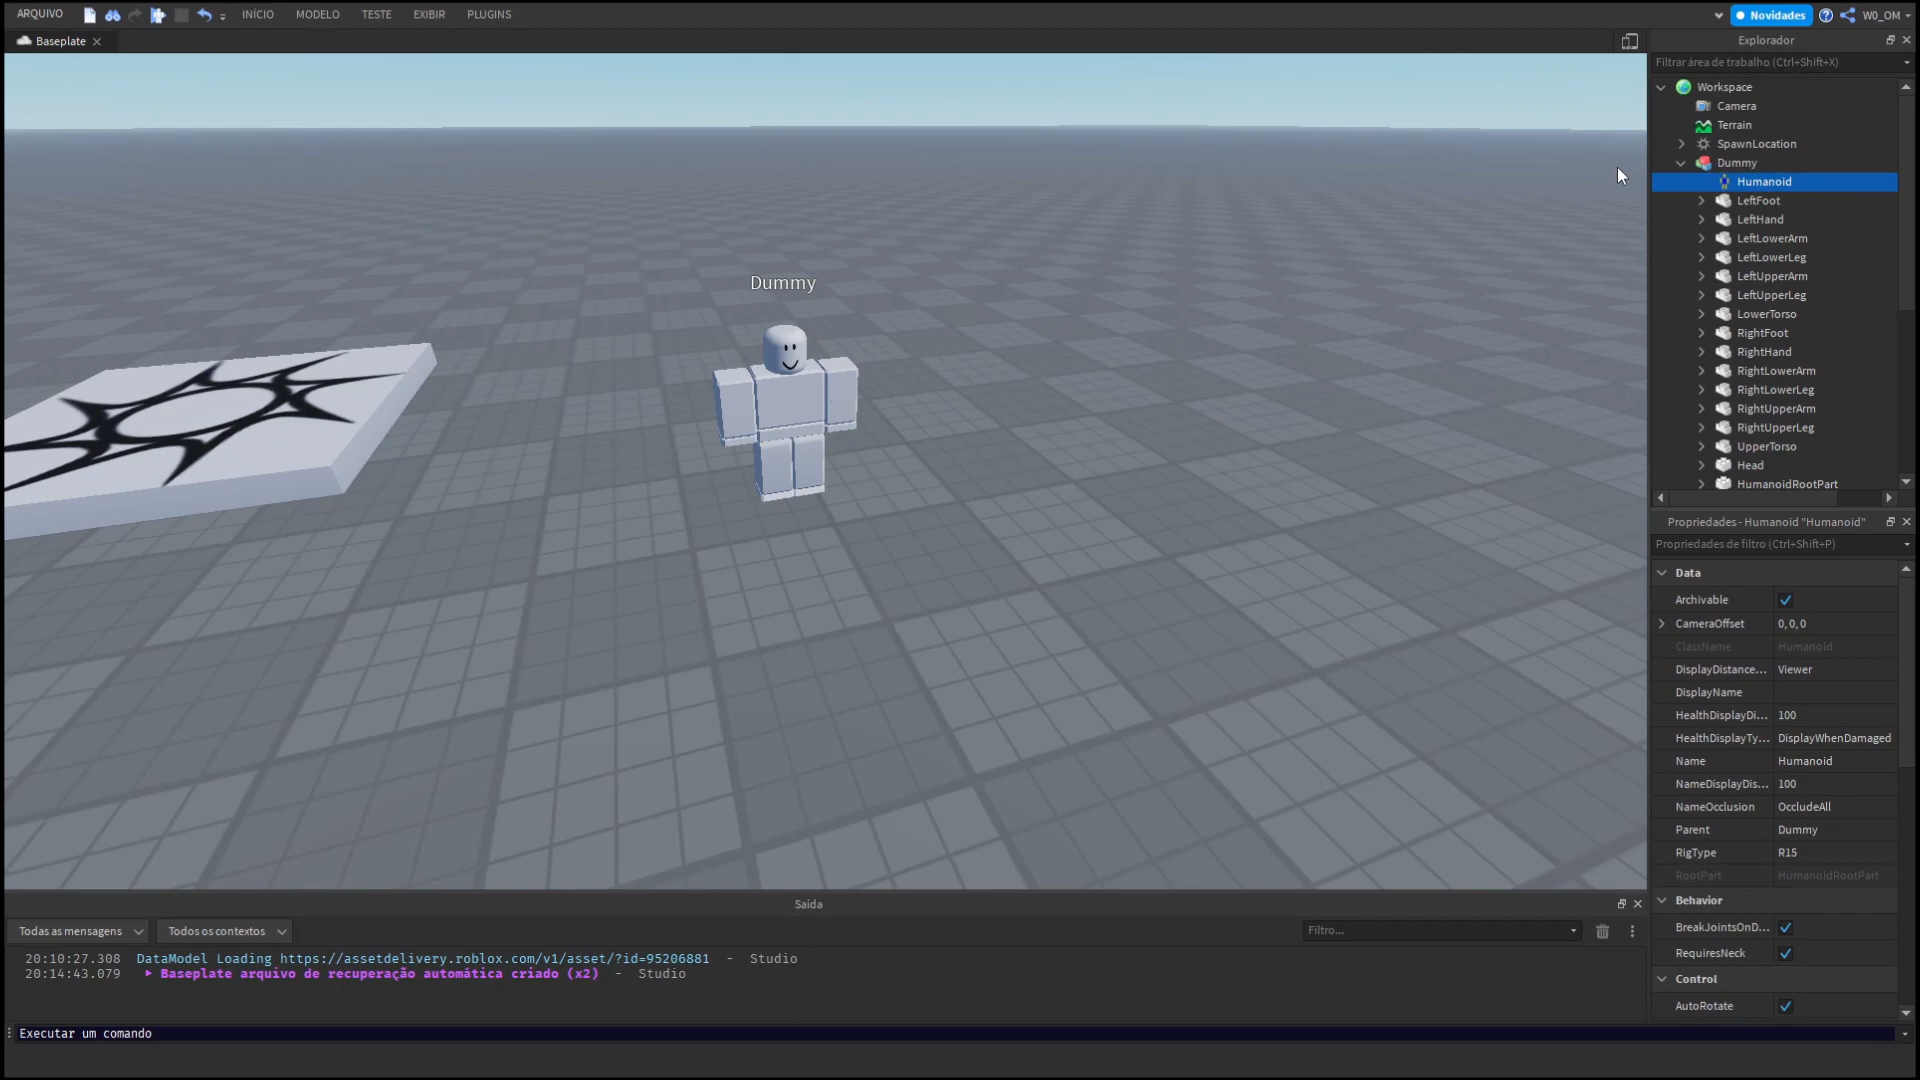 ARQUIVO INÍCIO MODELO TESTE EXIBIR PLUGINS Novidades W0_OM
Baseplate
Dummy
Explorador
Filtrar área de trabalho (Ctrl+Shift+X)
Workspace
Camera
Terrain
SpawnLocation
Dummy
Humanoid
LeftFoot
LeftHand
LeftLowerArm
LeftLowerLeg
LeftUpperArm
LeftUpperLeg
LowerTorso
RightFoot
RightHand
RightLowerArm
RightLowerLeg
RightUpperArm
RightUpperLeg
UpperTorso
Head
HumanoidRootPart
Propriedades - Humanoid "Humanoid"
Propriedades de filtro (Ctrl+Shift+P)
Data
Archivable
CameraOffset 0, 0, 0
ClassName Humanoid
DisplayDistance... Viewer
DisplayName
HealthDisplayDi... 100
HealthDisplayTy... DisplayWhenDamaged
Name Humanoid
NameDisplayDis... 100
NameOcclusion OccludeAll
Parent Dummy
RigType R15
RootPart HumanoidRootPart
Behavior
BreakJointsOnD...
RequiresNeck
Control
AutoRotate
Saída
Todas as mensagens Todos os contextos Filtro...
20:10:27.308 DataModel Loading https://assetdelivery.roblox.com/v1/asset/?id=95206881 - Studio
20:14:43.079 Baseplate arquivo de recuperação automática criado (x2) - Studio
Executar um comando